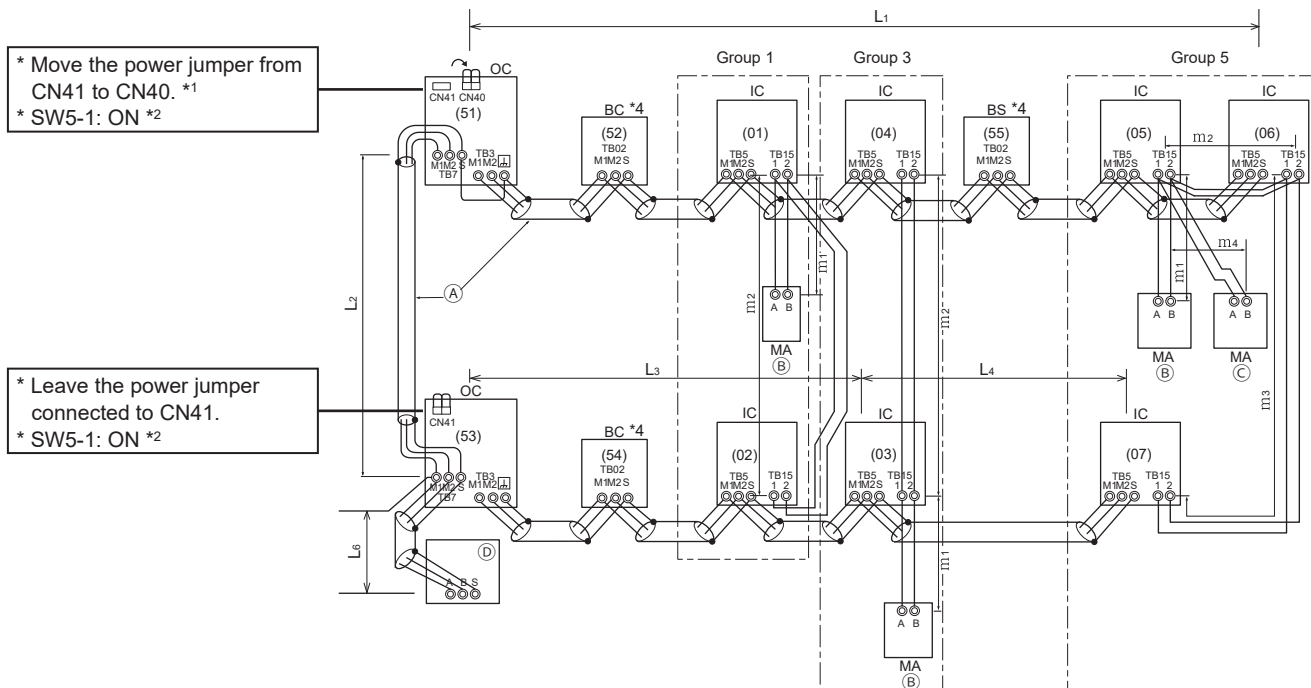 L1
* Move the power jumper from
CN41 to CN40. *1
* SW5-1: ON *2
OC
CN41 CN40
(51)
TB3
M1M2 S M1M2
TB7
BC *4
(52)
TB02
M1M2 S
Group 1
IC
(01)
TB5 TB15
M1M2S 1 2
Group 3
IC
(04)
TB5 TB15
M1M2S 1 2
BS *4
(55)
TB02
M1M2 S
Group 5
IC
(05)
TB5 TB15
M1M2S 1 2
m2
IC
(06)
TB5 TB15
M1M2S 1 2
L2
A
m2
m1
A B
MA
B
m2
m1
m4
A B
MA
B
A B
MA
C
m3
* Leave the power jumper
connected to CN41.
* SW5-1: ON *2
L3
L4
OC
CN41
(53)
TB3
M1M2 S M1M2
TB7
BC *4
(54)
TB02
M1M2 S
IC
(02)
TB5 TB15
M1M2S 1 2
IC
(03)
TB5 TB15
M1M2S 1 2
IC
(07)
TB5 TB15
M1M2S 1 2
L6
D
A B S
m1
A B
MA
B